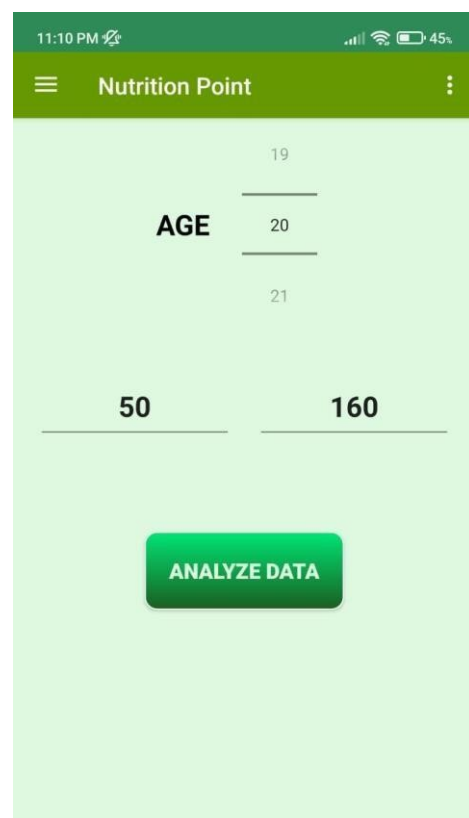 11:10 PM 45%
Nutrition Point
19
AGE 20
21
50 160
ANALYZE DATA